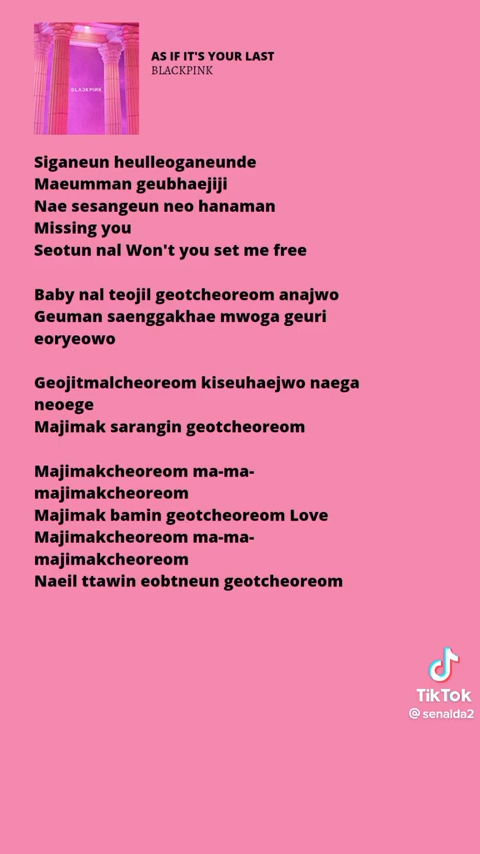 AS IF IT'S YOUR LAST
BLACKPINK
BLACKPINK
Siganeun heulleoganeunde
Maeumman geubhaejiji
Nae sesangeun neo hanaman
Missing you
Seotun nal Won't you set me free
Baby nal teojil geotcheoreom anajwo
Geuman saenggakhae mwoga geuri
eoryeowo
Geojitmalcheoreom kiseuhaejwo naega
neoege
Majimak sarangin geotcheoreom
Majimakcheoreom ma-ma-
majimakcheoreom
Majimak bamin geotcheoreom Love
Majimakcheoreom ma-ma-
majimakcheoreom
Naeil ttawin eobtneun geotcheoreom
TikTok
@senalda2